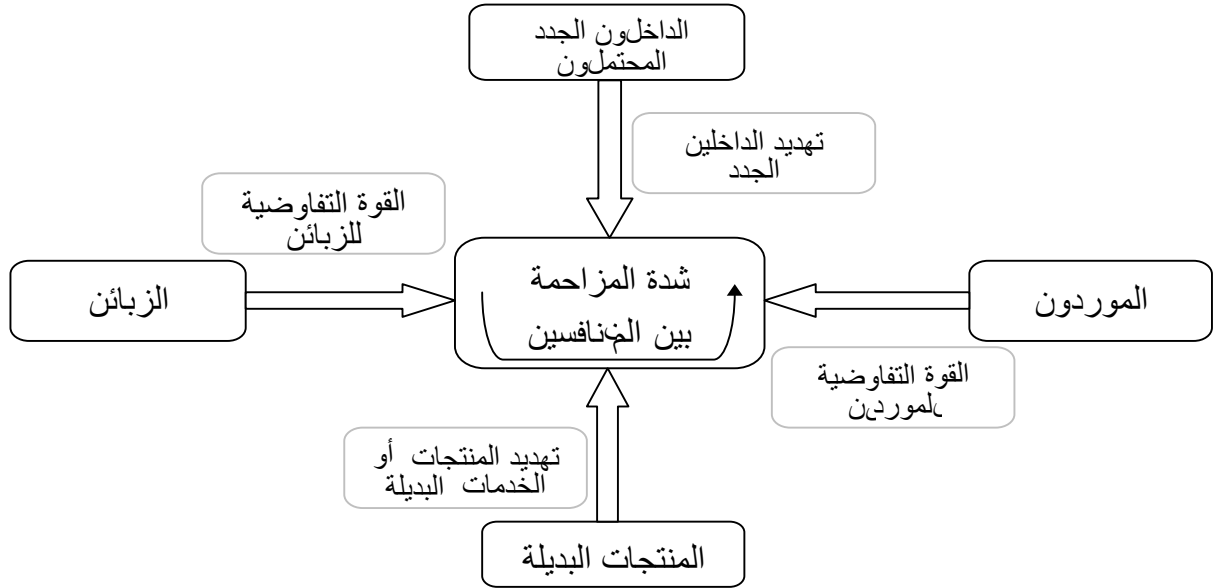 الداخلون الجدد
المحتملون
تهديد الداخلين
الجدد
القوة التفاوضية
للزبائن
شدة المزاحمة
بين المنافسين
الموردون
الزبائن
القوة التفاوضية
تهديد المنتجات أو
الخدمات البديلة
المنتجات البديلة